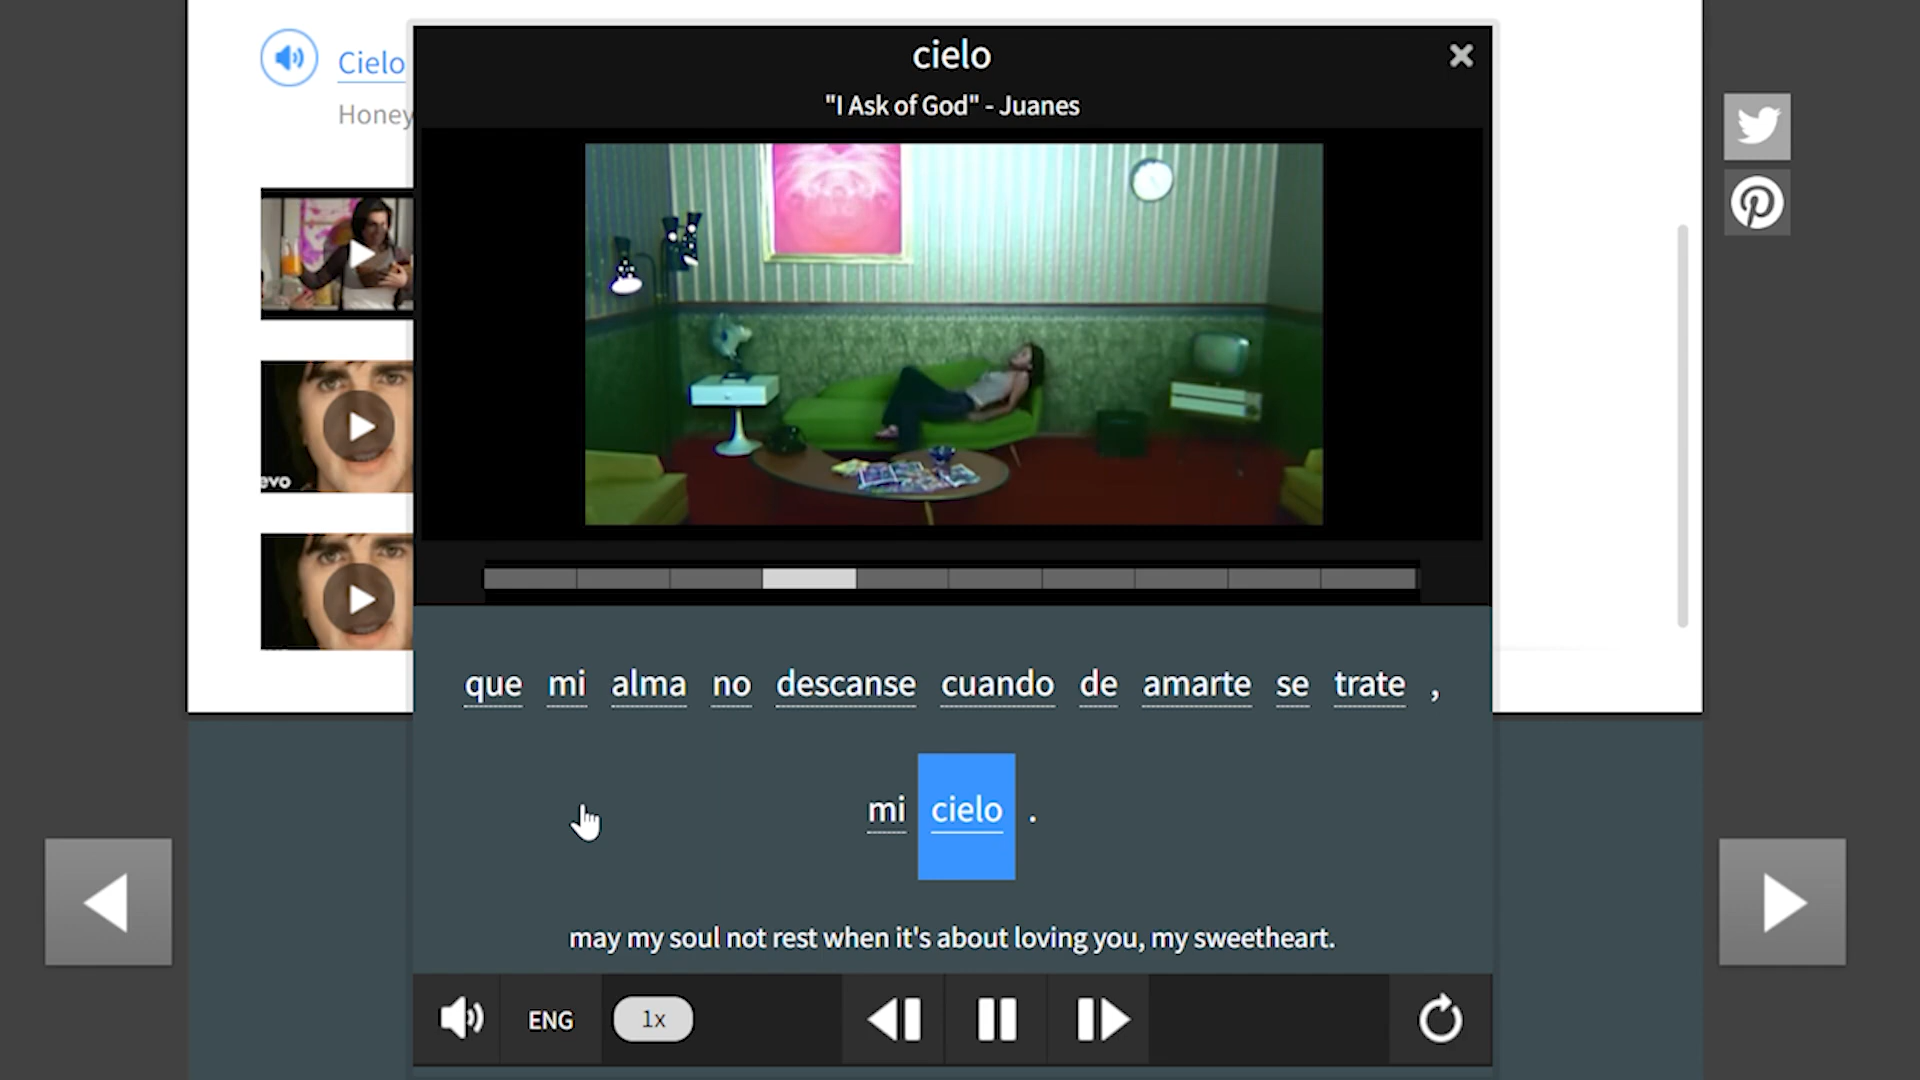 Cielo
Honey
cielo
"I Ask of God" - Juanes
evo
que mi alma no descanse cuando de amarte se trate ,
mi cielo .
may my soul not rest when it's about loving you, my sweetheart.
ENG
1x